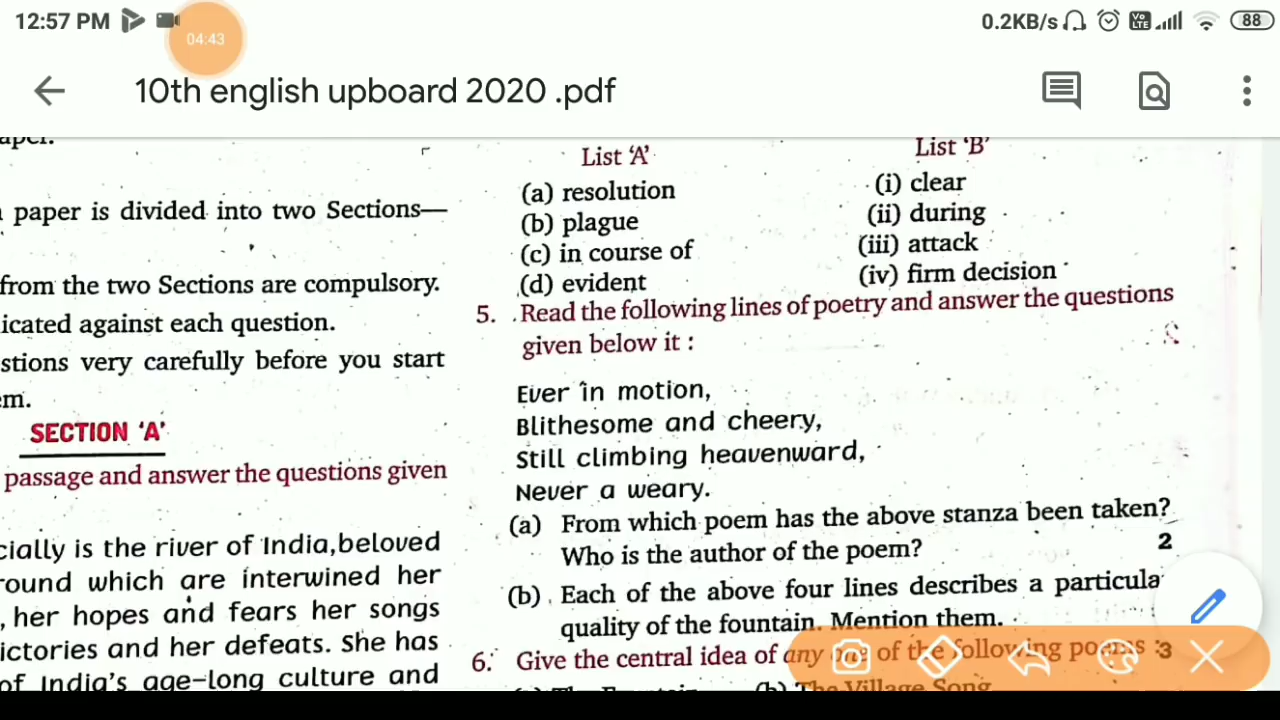 12:57 PM
04:43
0.2KB/s
Vo LTE
88
10th english upboard 2020 .pdf
paper is divided into two Sections—
from the two Sections are compulsory.
icated against each question.
stions very carefully before you start
em.
SECTION 'A'
passage and answer the questions given
cially is the river of India,beloved
round which are interwined her
, her hopes and fears her songs
ictories and her defeats. She has
of India's age-long culture and
List 'A'
List 'B'
(a) resolution
(i) clear
(b) plague
(ii) during
(c) in course of
(iii) attack
(d) evident
(iv) firm decision
5. Read the following lines of poetry and answer the questions
given below it :
Ever in motion,
Blithesome and cheery,
Still climbing heavenward,
Never a weary.
(a) From which poem has the above stanza been taken?
Who is the author of the poem? 2
(b) Each of the above four lines describes a particula
quality of the fountain. Mention them.
6. Give the central idea of any one of the following poems 3
(b) The Village Song